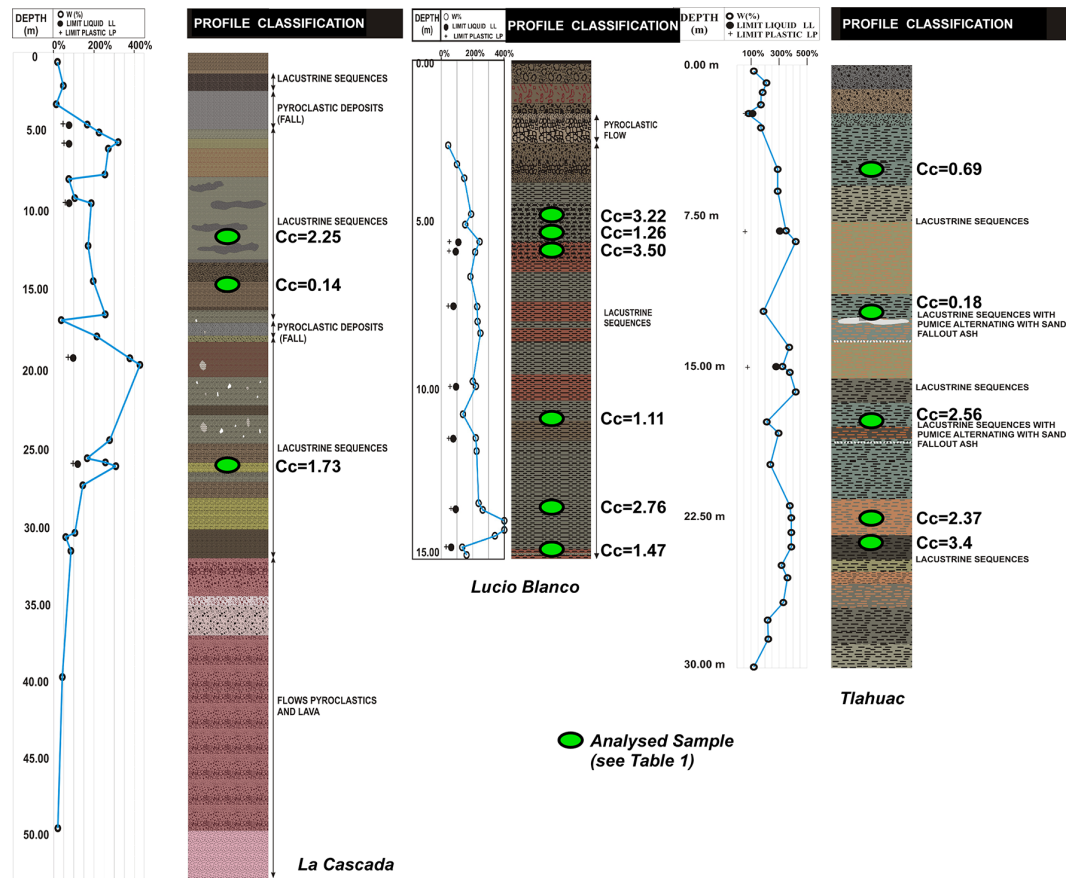 DEPTH
(m)
W(%)
LIMIT LIQUID LL
+ LIMIT PLASTIC LP
PROFILE CLASSIFICATION
0% 200% 400%
0
5.00
10.00
15.00
20.00
25.00
30.00
35.00
40.00
45.00
50.00
LACUSTRINE SEQUENCES
PYROCLASTIC DEPOSITS
(FALL)
LACUSTRINE SEQUENCES
Cc=2.25
Cc=0.14
PYROCLASTIC DEPOSITS
(FALL)
LACUSTRINE SEQUENCES
Cc=1.73
FLOWS PYROCLASTICS
AND LAVA
La Cascada
DEPTH
(m)
W%
LIMIT LIQUID LL
+ LIMIT PLASTIC LP
PROFILE CLASSIFICATION
0% 200% 400%
0.00
5.00
10.00
15.00
PYROCLASTIC
FLOW
Cc=3.22
Cc=1.26
Cc=3.50
LACUSTRINE
SEQUENCES
Cc=1.11
Cc=2.76
Cc=1.47
Lucio Blanco
DEPTH
(m)
W(%)
LIMIT LIQUID LL
+ LIMIT PLASTIC LP
PROFILE CLASSIFICATION
100% 300% 500%
0.00 m
7.50 m
15.00 m
22.50 m
30.00 m
Cc=0.69
LACUSTRINE SEQUENCES
Cc=0.18
LACUSTRINE SEQUENCES WITH
PUMICE ALTERNATING WITH SAND
FALLOUT ASH
LACUSTRINE SEQUENCES
Cc=2.56
LACUSTRINE SEQUENCES WITH
PUMICE ALTERNATING WITH SAND
FALLOUT ASH
Cc=2.37
Cc=3.4
LACUSTRINE SEQUENCES
Tlahuac
Analysed Sample
(see Table 1)